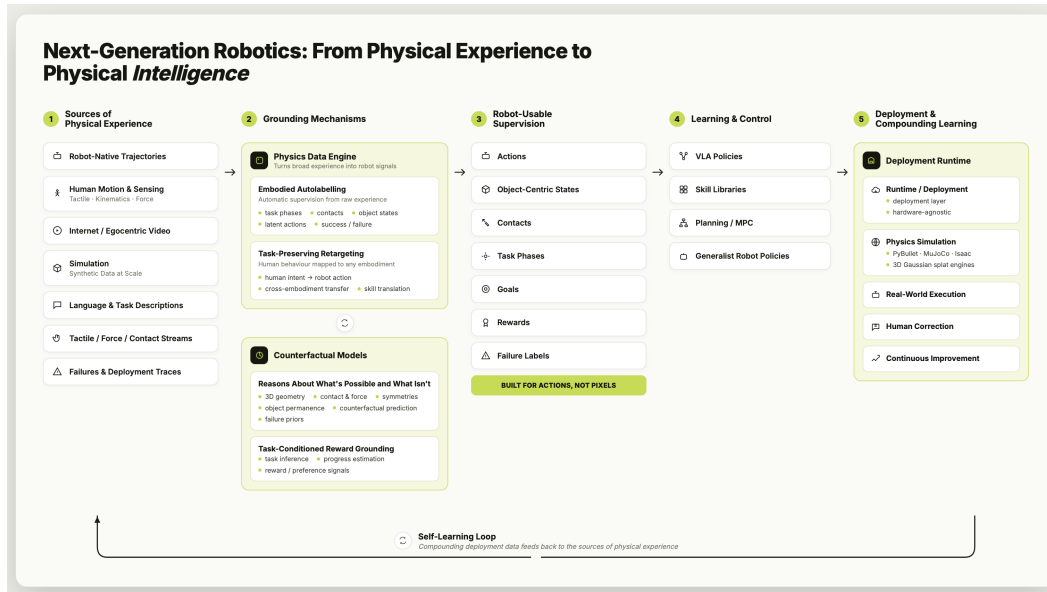 Next-Generation Robotics: From Physical Experience to
Physical Intelligence
1
Sources of
Physical Experience
Robot-Native Trajectories
Human Motion & Sensing
Tactile · Kinematics · Force
Internet / Egocentric Video
Simulation
Synthetic Data at Scale
Language & Task Descriptions
Tactile / Force / Contact Streams
Failures & Deployment Traces
2
Grounding Mechanisms
Physics Data Engine
Turns broad experience into robot signals
Embodied Autolabelling
Automatic supervision from raw experience
task phases contacts object states
latent actions success / failure
Task-Preserving Retargeting
Human behaviour mapped to any embodiment
human intent → robot action
cross-embodiment transfer skill translation
Counterfactual Models
Reasons About What's Possible and What Isn't
3D geometry contact & force symmetries
object permanence counterfactual prediction
failure priors
Task-Conditioned Reward Grounding
task inference progress estimation
reward / preference signals
3
Robot-Usable
Supervision
Actions
Object-Centric States
Contacts
Task Phases
Goals
Rewards
Failure Labels
BUILT FOR ACTIONS, NOT PIXELS
4
Learning & Control
VLA Policies
Skill Libraries
Planning / MPC
Generalist Robot Policies
5
Deployment &
Compounding Learning
Deployment Runtime
Runtime / Deployment
deployment layer
hardware-agnostic
Physics Simulation
PyBullet · MuJoCo · Isaac
3D Gaussian splat engines
Real-World Execution
Human Correction
Continuous Improvement
Self-Learning Loop
Compounding deployment data feeds back to the sources of physical experience